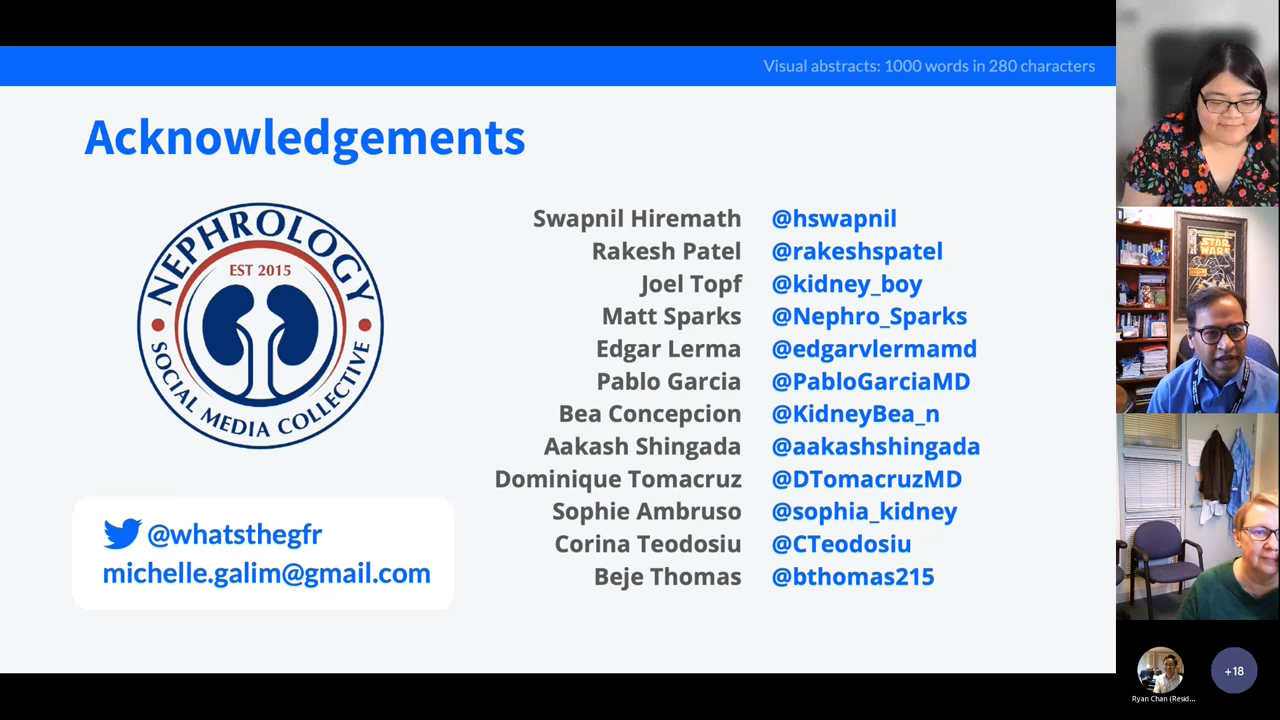 Visual abstracts: 1000 words in 280 characters
Acknowledgements
NEPHROLOGY
EST 2015
SOCIAL MEDIA COLLECTIVE
Swapnil Hiremath @hswapnil
Rakesh Patel @rakeshspatel
Joel Topf @kidney_boy
Matt Sparks @Nephro_Sparks
Edgar Lerma @edgarvlermamd
Pablo Garcia @PabloGarciaMD
Bea Concepcion @KidneyBea_n
Aakash Shingada @aakashshingada
Dominique Tomacruz @DTomacruzMD
Sophie Ambruso @sophia_kidney
Corina Teodosiu @CTeodosiu
Beje Thomas @bthomas215
@whatsthegfr
michelle.galim@gmail.com
STAR
WARS
Ryan Chan (Resid...
+18